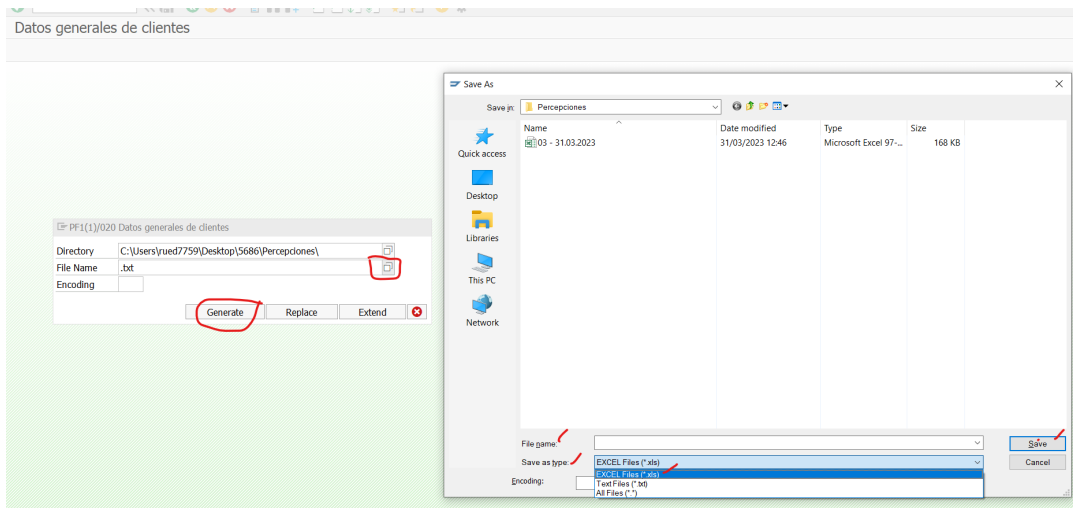 Datos generales de clientes
Save As
Save in:
Percepciones
Name
Date modified
Type
Size
03 - 31.03.2023
31/03/2023 12:46
Microsoft Excel 97-...
168 KB
Quick access
Desktop
Libraries
This PC
Network
PF1(1)/020 Datos generales de clientes
Directory
C:\Users\rued7759\Desktop\5686\Percepciones\
File Name
.txt
Encoding
Generate
Replace
Extend
File name:
Save
Save as type:
EXCEL Files (*.xls)
Cancel
EXCEL Files (*.xls)
Text Files (*.txt)
All Files (*.*)
Encoding: